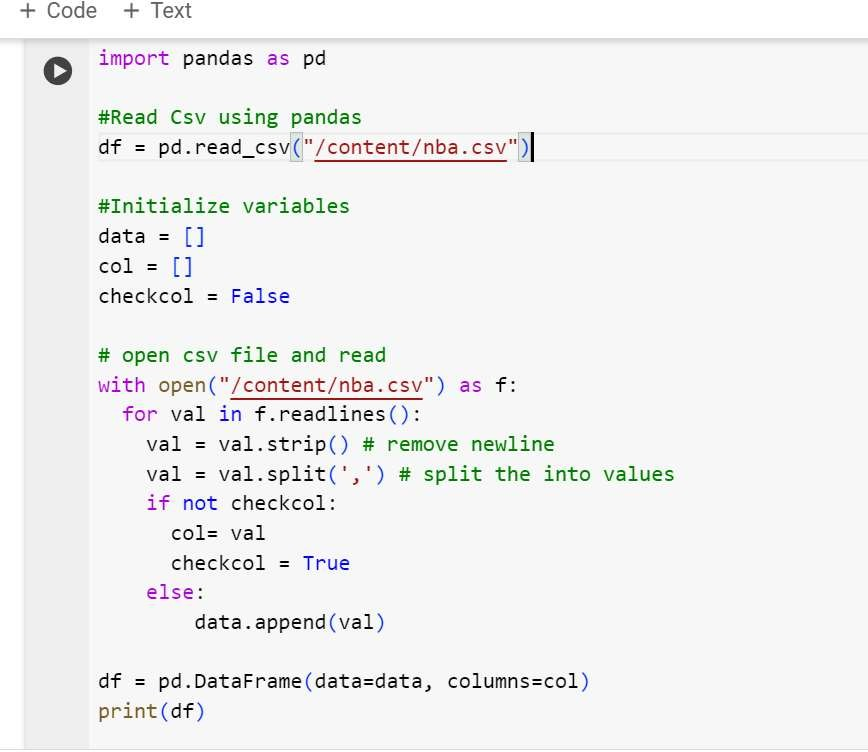 + Code + Text
import pandas as pd
#Read Csv using pandas
df = pd.read_csv("/content/nba.csv")
#Initialize variables
data = []
col = []
checkcol = False
# open csv file and read
with open("/content/nba.csv") as f:
  for val in f.readlines():
    val = val.strip() # remove newline
    val = val.split(',') # split the into values
    if not checkcol:
      col= val
      checkcol = True
    else:
        data.append(val)
df = pd.DataFrame(data=data, columns=col)
print(df)